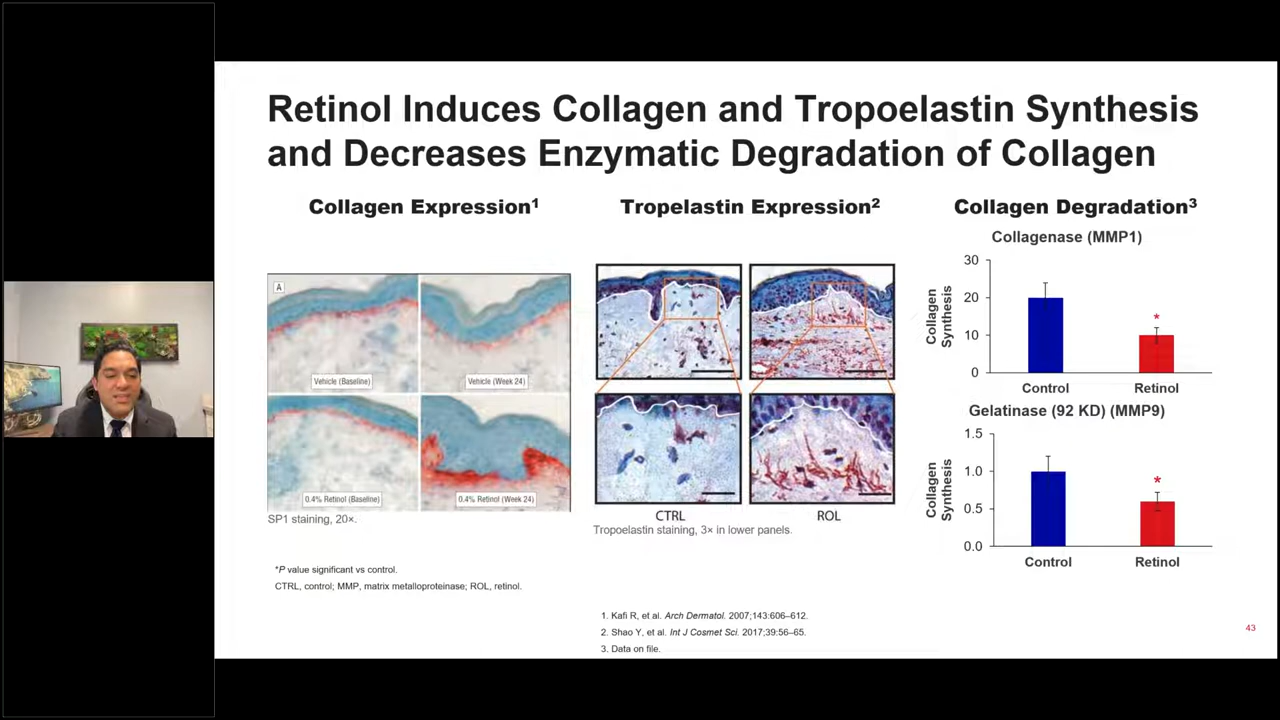 Retinol Induces Collagen and Tropoelastin Synthesis
and Decreases Enzymatic Degradation of Collagen
Collagen Expression1
A
Vehicle (Baseline)
Vehicle (Week 24)
0.4% Retinol (Baseline)
0.4% Retinol (Week 24)
SP1 staining, 20×.
Tropelastin Expression2
CTRL
ROL
Tropoelastin staining, 3× in lower panels.
Collagen Degradation3
Collagenase (MMP1)
Collagen
Synthesis
30
20
10
0
*
Control
Retinol
Gelatinase (92 KD) (MMP9)
Collagen
Synthesis
1.5
1.0
0.5
0.0
*
Control
Retinol
*P value significant vs control.
CTRL, control; MMP, matrix metalloproteinase; ROL, retinol.
1. Kafi R, et al. Arch Dermatol. 2007;143:606–612.
2. Shao Y, et al. Int J Cosmet Sci. 2017;39:56–65.
3. Data on file.
43